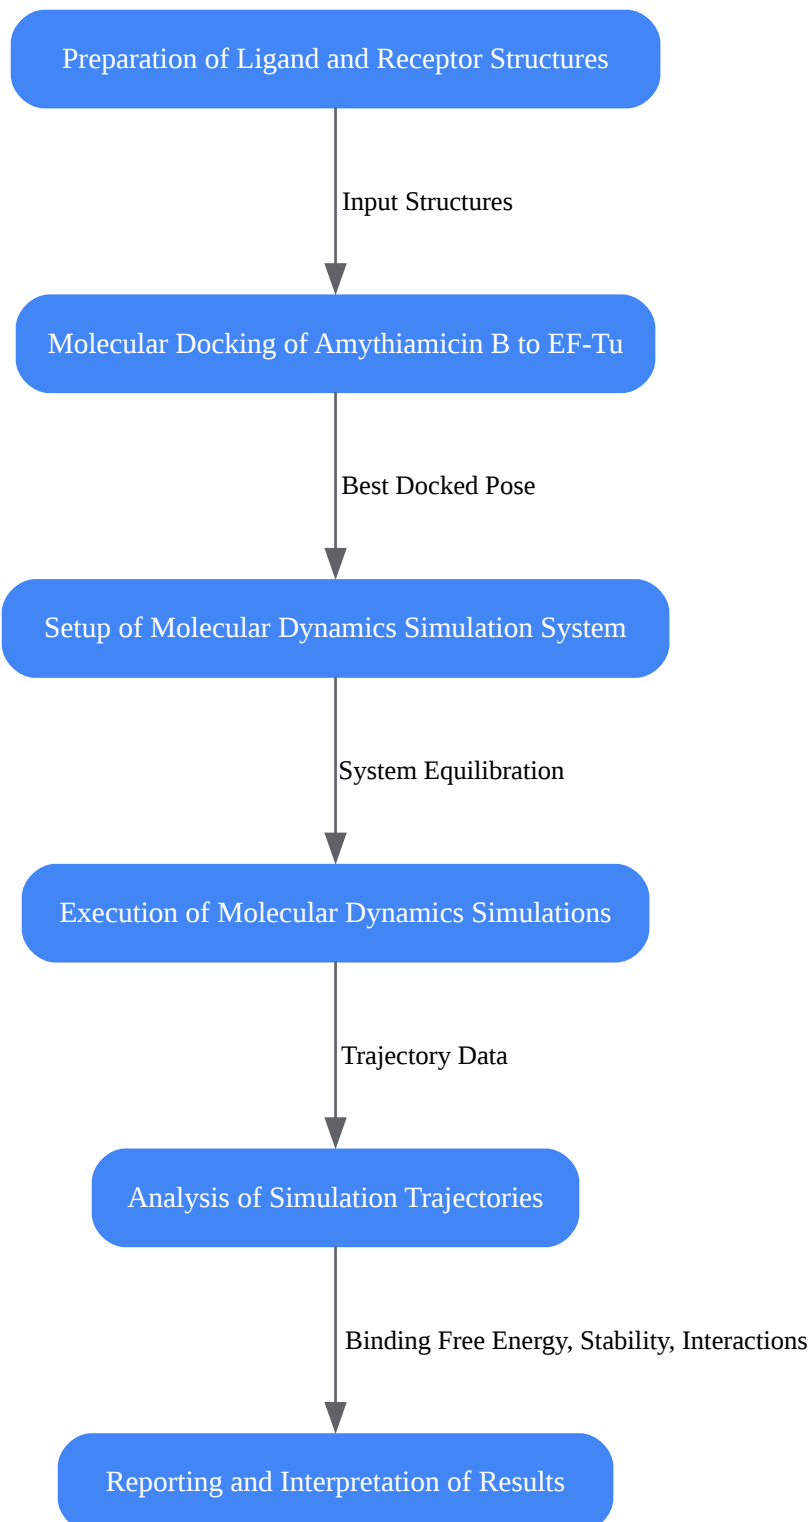 Preparation of Ligand and Receptor Structures
Input Structures
Molecular Docking of Amythiamicin B to EF-Tu
Best Docked Pose
Setup of Molecular Dynamics Simulation System
System Equilibration
Execution of Molecular Dynamics Simulations
Trajectory Data
Analysis of Simulation Trajectories
Binding Free Energy, Stability, Interactions
Reporting and Interpretation of Results